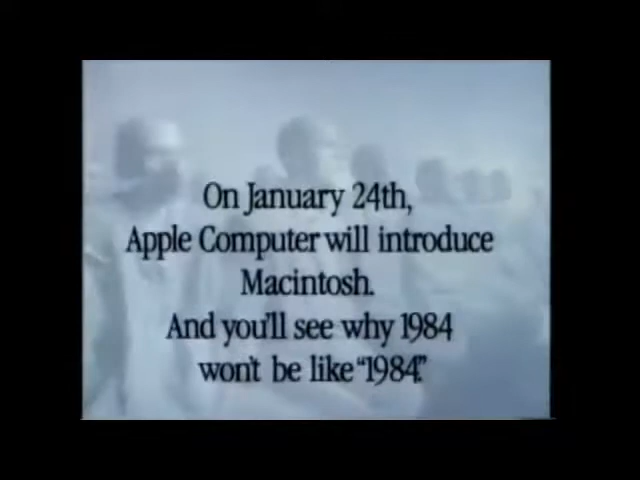 On January 24th,
Apple Computer will introduce
Macintosh.
And you'll see why 1984
won't be like "1984."